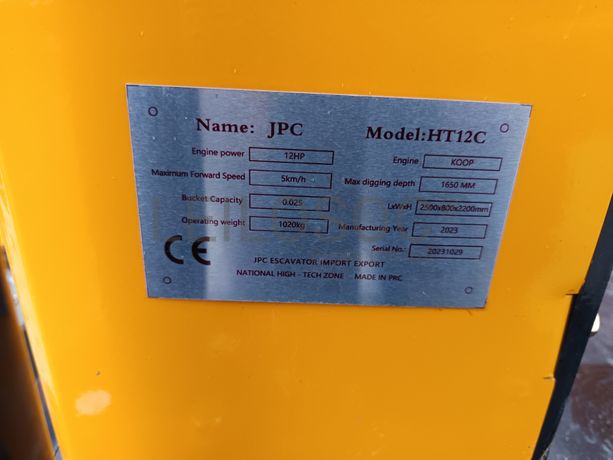 Name: JPC Model:HT12C
Engine power 12HP Engine KOOP
Maximum Forward Speed 5km/h Max digging depth 1650 MM
Bucket Capacity 0.025 LxWxH 2500x800x2200mm
Operating weight 1020kg Manufacturing Year 2023
Serial No.: 20231029
CE
JPC ESCAVATOR IMPORT EXPORT
NATIONAL HIGH - TECH ZONE MADE IN PRC